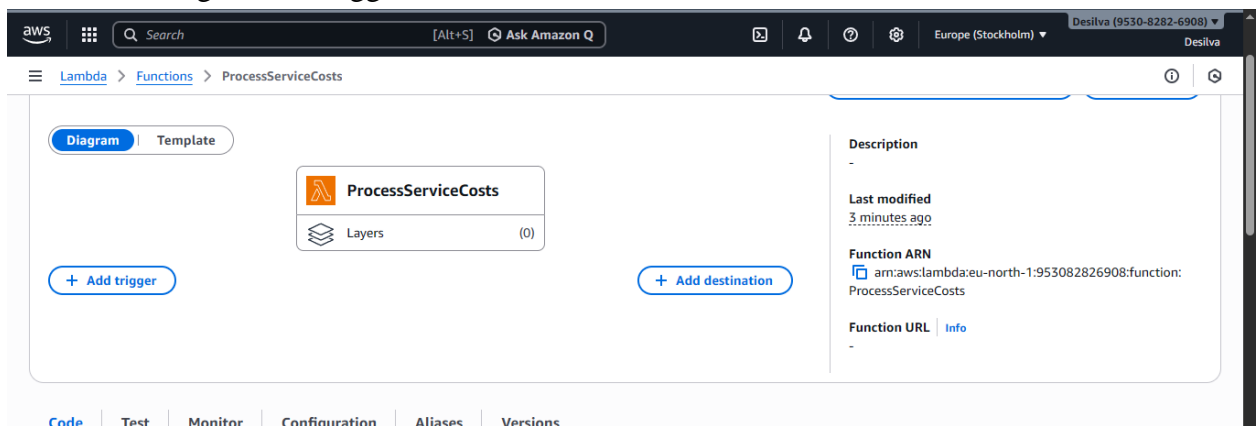 aws
Search
[Alt+S]
Ask Amazon Q
Europe (Stockholm) ▼
Desilva (9530-8282-6908) ▼
Desilva
Lambda > Functions > ProcessServiceCosts
Diagram
Template
ProcessServiceCosts
Layers
(0)
+ Add trigger
+ Add destination
Description
-
Last modified
3 minutes ago
Function ARN
arn:aws:lambda:eu-north-1:953082826908:function:
ProcessServiceCosts
Function URL
Info
-
Code
Test
Monitor
Configuration
Aliases
Versions